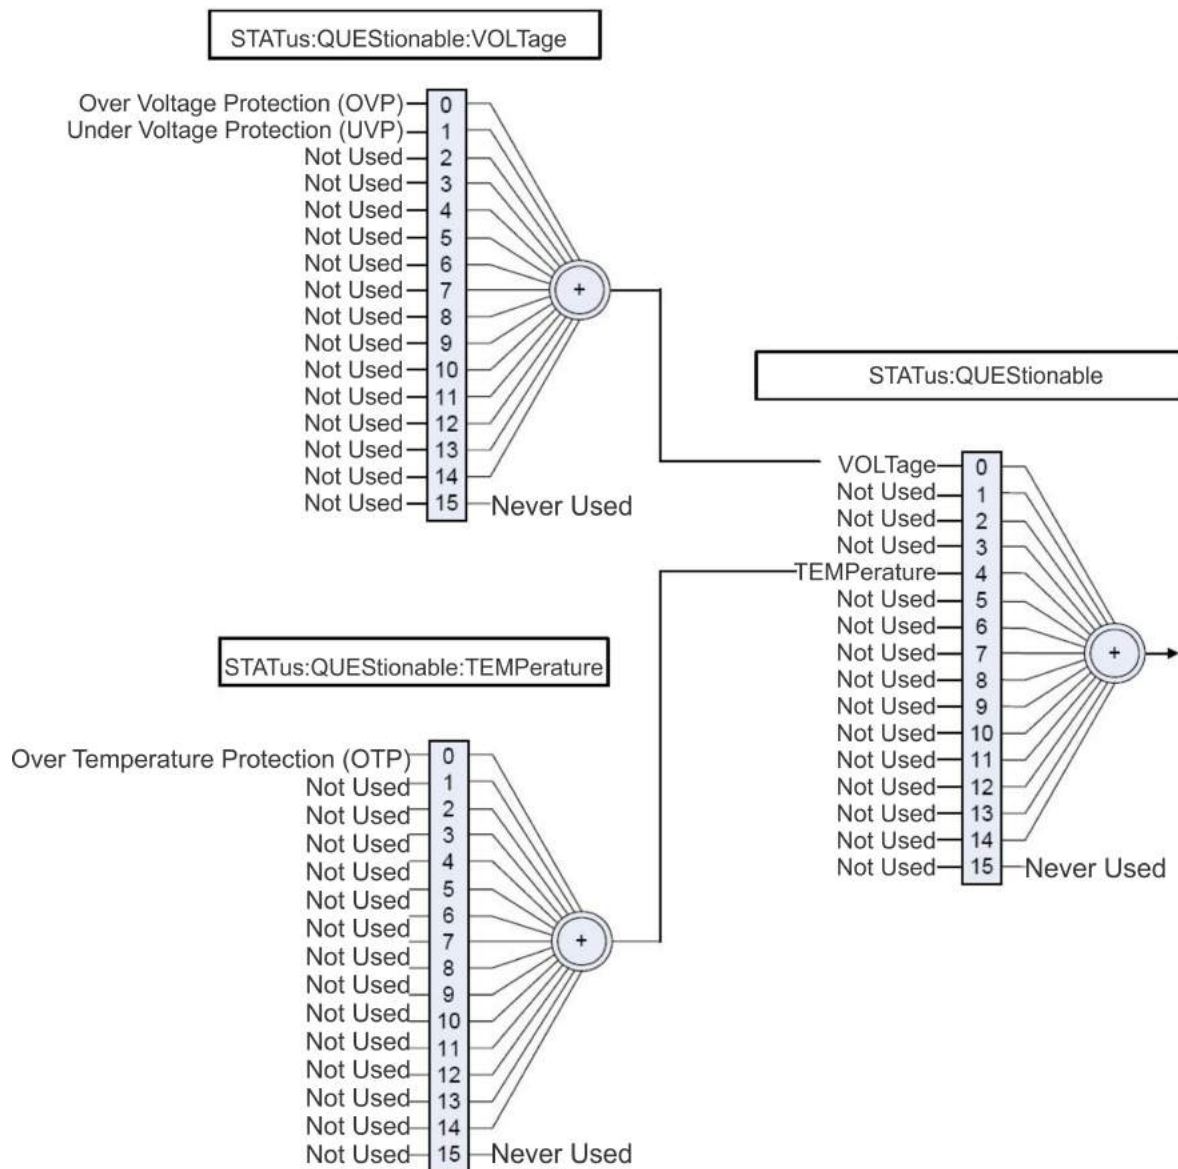 STATus:QUEStionable:VOLTage
Over Voltage Protection (OVP) 0
Under Voltage Protection (UVP) 1
Not Used 2
Not Used 3
Not Used 4
Not Used 5
Not Used 6
Not Used 7
Not Used 8
Not Used 9
Not Used 10
Not Used 11
Not Used 12
Not Used 13
Not Used 14
Not Used 15 Never Used
+
STATus:QUEStionable
VOLTage 0
Not Used 1
Not Used 2
Not Used 3
TEMPerature 4
Not Used 5
Not Used 6
Not Used 7
Not Used 8
Not Used 9
Not Used 10
Not Used 11
Not Used 12
Not Used 13
Not Used 14
Not Used 15 Never Used
+
STATus:QUEStionable:TEMPerature
Over Temperature Protection (OTP) 0
Not Used 1
Not Used 2
Not Used 3
Not Used 4
Not Used 5
Not Used 6
Not Used 7
Not Used 8
Not Used 9
Not Used 10
Not Used 11
Not Used 12
Not Used 13
Not Used 14
Not Used 15 Never Used
+